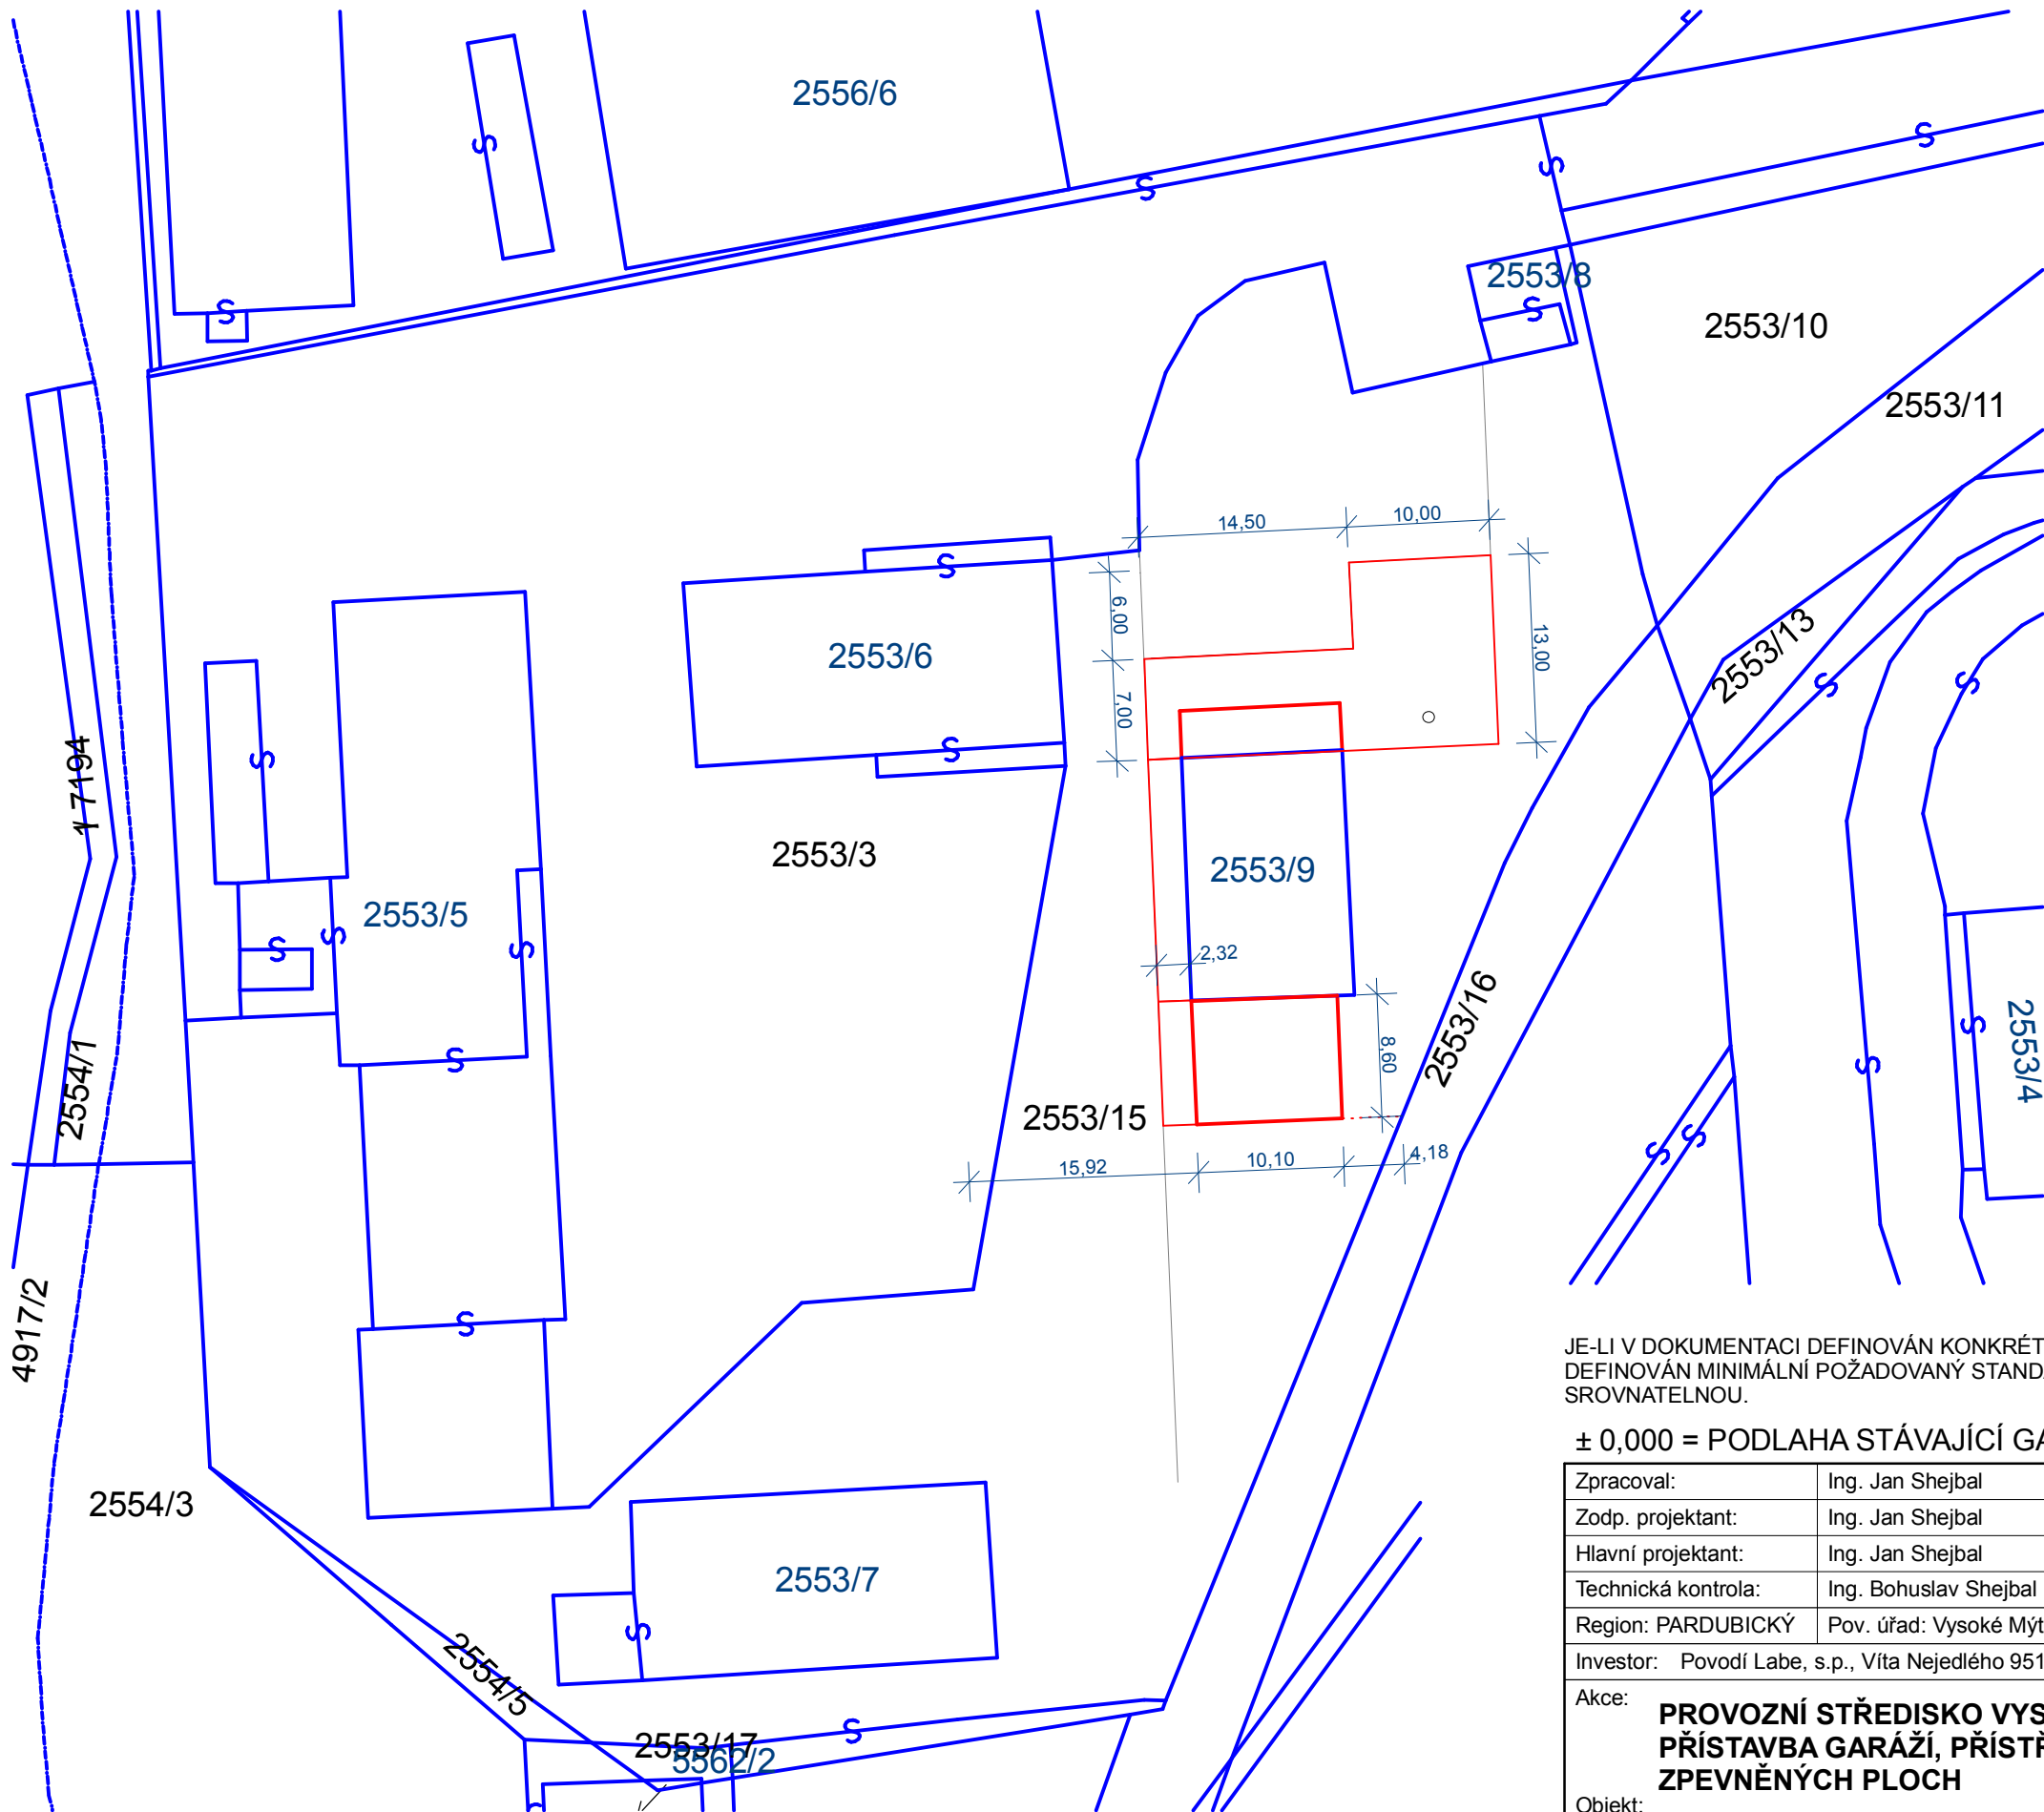 2556/6
2553/8
2553/10
2553/11
14,50
10,00
6,00
13,00
2553/13
2553/6
7,00
7194
2553/3
2553/9
2553/5
2,32
2553/16
2553/4
8,60
2554/1
2553/15
15,92
10,10
4,18
4917/2
JE-LI V DOKUMENTACI DEFINOVÁN KONKRÉT
DEFINOVÁN MINIMÁLNÍ POŽADOVANÝ STAND
SROVNATELNOU.
± 0,000 = PODLAHA STÁVAJÍCÍ GA
2554/3
Zpracoval: Ing. Jan Shejbal
Zodp. projektant: Ing. Jan Shejbal
Hlavní projektant: Ing. Jan Shejbal
Technická kontrola: Ing. Bohuslav Shejbal
Region: PARDUBICKÝ Pov. úřad: Vysoké Mýt
Investor: Povodí Labe, s.p., Víta Nejedlého 951
Akce: PROVOZNÍ STŘEDISKO VYS
PŘÍSTAVBA GARÁŽÍ, PŘÍSTŘ
ZPEVNĚNÝCH PLOCH
Objekt:
2553/7
2554/5
2553/17
5562/2